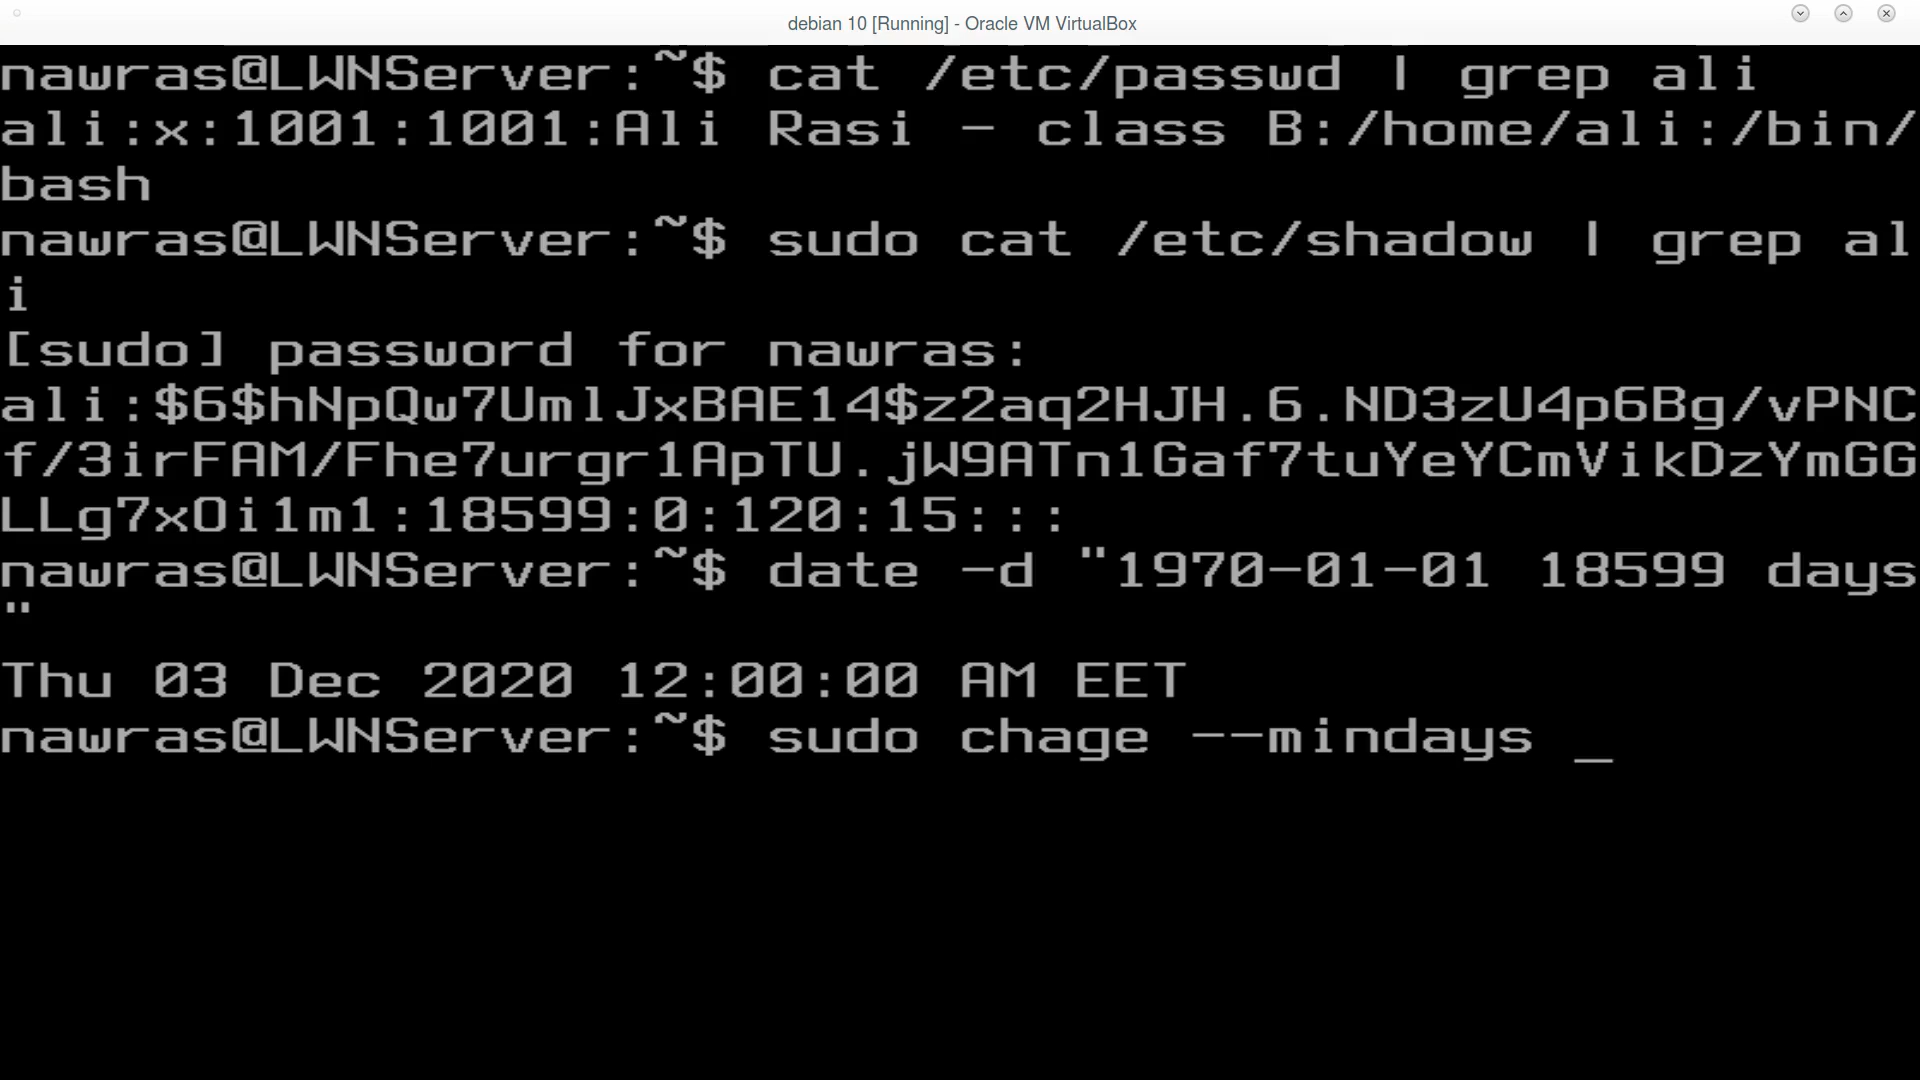 debian 10 [Running] - Oracle VM VirtualBox
nawras@LWNServer:~$ cat /etc/passwd | grep ali
ali:x:1001:1001:Ali Rasi - class B:/home/ali:/bin/
bash
nawras@LWNServer:~$ sudo cat /etc/shadow | grep al
i
[sudo] password for nawras:
ali:$6$hNpQw7UmlJxBAE14$z2aq2HJH.6.ND3zU4p6Bg/vPNC
f/3irFAM/Fhe7urgr1ApTU.jW9ATn1Gaf7tuYeYCmVikDzYmGG
LLg7xOi1m1:18599:0:120:15:::
nawras@LWNServer:~$ date -d "1970-01-01 18599 days
"
Thu 03 Dec 2020 12:00:00 AM EET
nawras@LWNServer:~$ sudo chage --mindays _